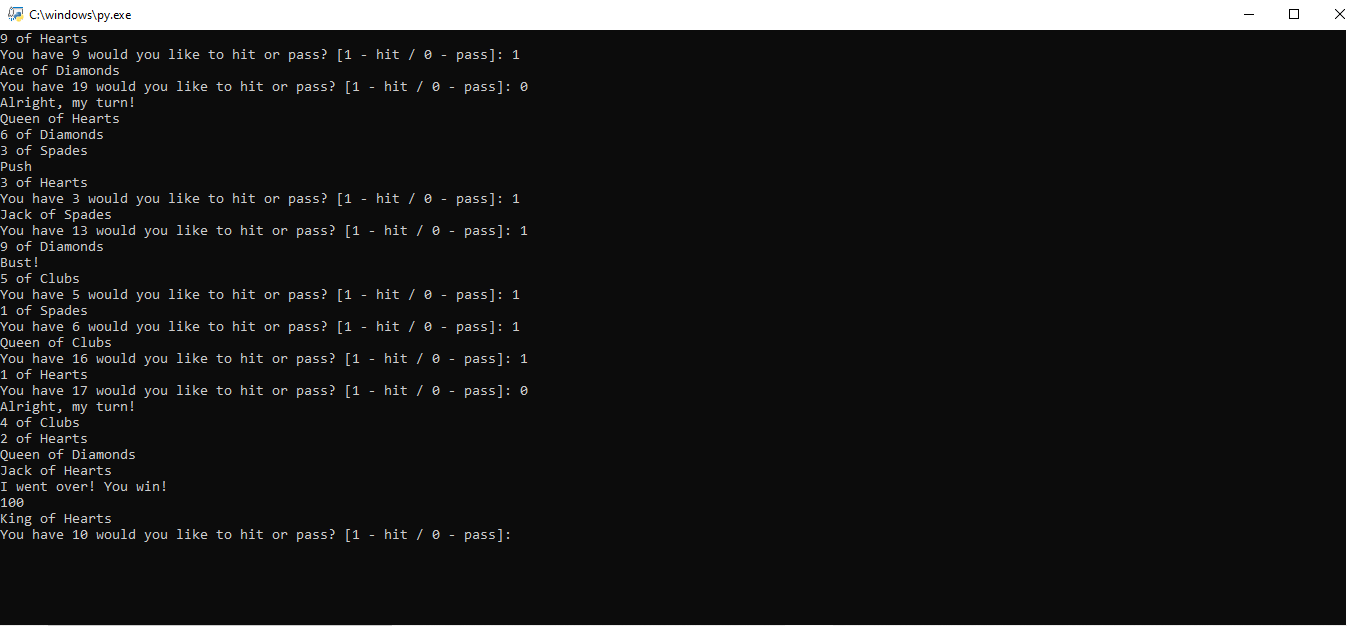 C:\windows\py.exe
9 of Hearts
You have 9 would you like to hit or pass? [1 - hit / 0 - pass]: 1
Ace of Diamonds
You have 19 would you like to hit or pass? [1 - hit / 0 - pass]: 0
Alright, my turn!
Queen of Hearts
6 of Diamonds
3 of Spades
Push
3 of Hearts
You have 3 would you like to hit or pass? [1 - hit / 0 - pass]: 1
Jack of Spades
You have 13 would you like to hit or pass? [1 - hit / 0 - pass]: 1
9 of Diamonds
Bust!
5 of Clubs
You have 5 would you like to hit or pass? [1 - hit / 0 - pass]: 1
1 of Spades
You have 6 would you like to hit or pass? [1 - hit / 0 - pass]: 1
Queen of Clubs
You have 16 would you like to hit or pass? [1 - hit / 0 - pass]: 1
1 of Hearts
You have 17 would you like to hit or pass? [1 - hit / 0 - pass]: 0
Alright, my turn!
4 of Clubs
2 of Hearts
Queen of Diamonds
Jack of Hearts
I went over! You win!
100
King of Hearts
You have 10 would you like to hit or pass? [1 - hit / 0 - pass]: